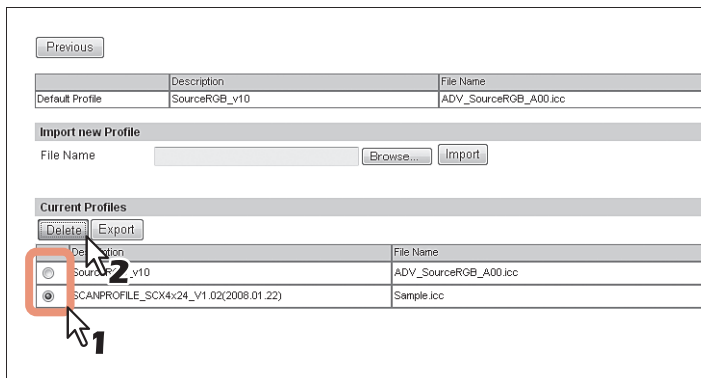 Previous
Description File Name
Default Profile SourceRGB_v10 ADV_SourceRGB_A00.icc
Import new Profile
File Name Browse... Import
Current Profiles
Delete Export
File Name
2
_v10 ADV_SourceRGB_A00.icc
SCANPROFILE_SCX4x24_V1.02(2008.01.22) Sample.icc
1